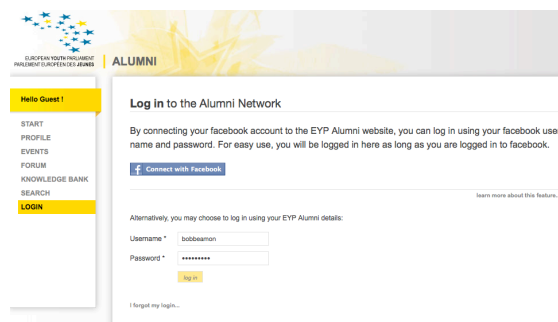 EUROPEAN YOUTH PARLIAMENT
PARLEMENT EUROPÉEN DES JEUNES
ALUMNI
Hello Guest !
START
PROFILE
EVENTS
FORUM
KNOWLEDGE BANK
SEARCH
LOGIN
Log in to the Alumni Network
By connecting your facebook account to the EYP Alumni website, you can log in using your facebook use
name and password. For easy use, you will be logged in here as long as you are logged in to facebook.
f Connect with Facebook
learn more about this feature..
Alternatively, you may choose to log in using your EYP Alumni details:
Username * bobbeamon
Password * •••••••••
log in
I forgot my login...